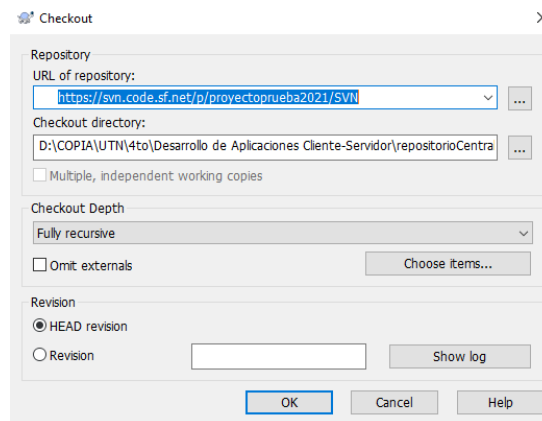 Checkout
Repository
URL of repository:
https://svn.code.sf.net/p/proyectoprueba2021/SVN
...
Checkout directory:
D:\COPIA\UTN\4to\Desarrollo de Aplicaciones Cliente-Servidor\repositorioCentra
...
Multiple, independent working copies
Checkout Depth
Fully recursive
Omit externals
Choose items...
Revision
HEAD revision
Revision
Show log
OK
Cancel
Help